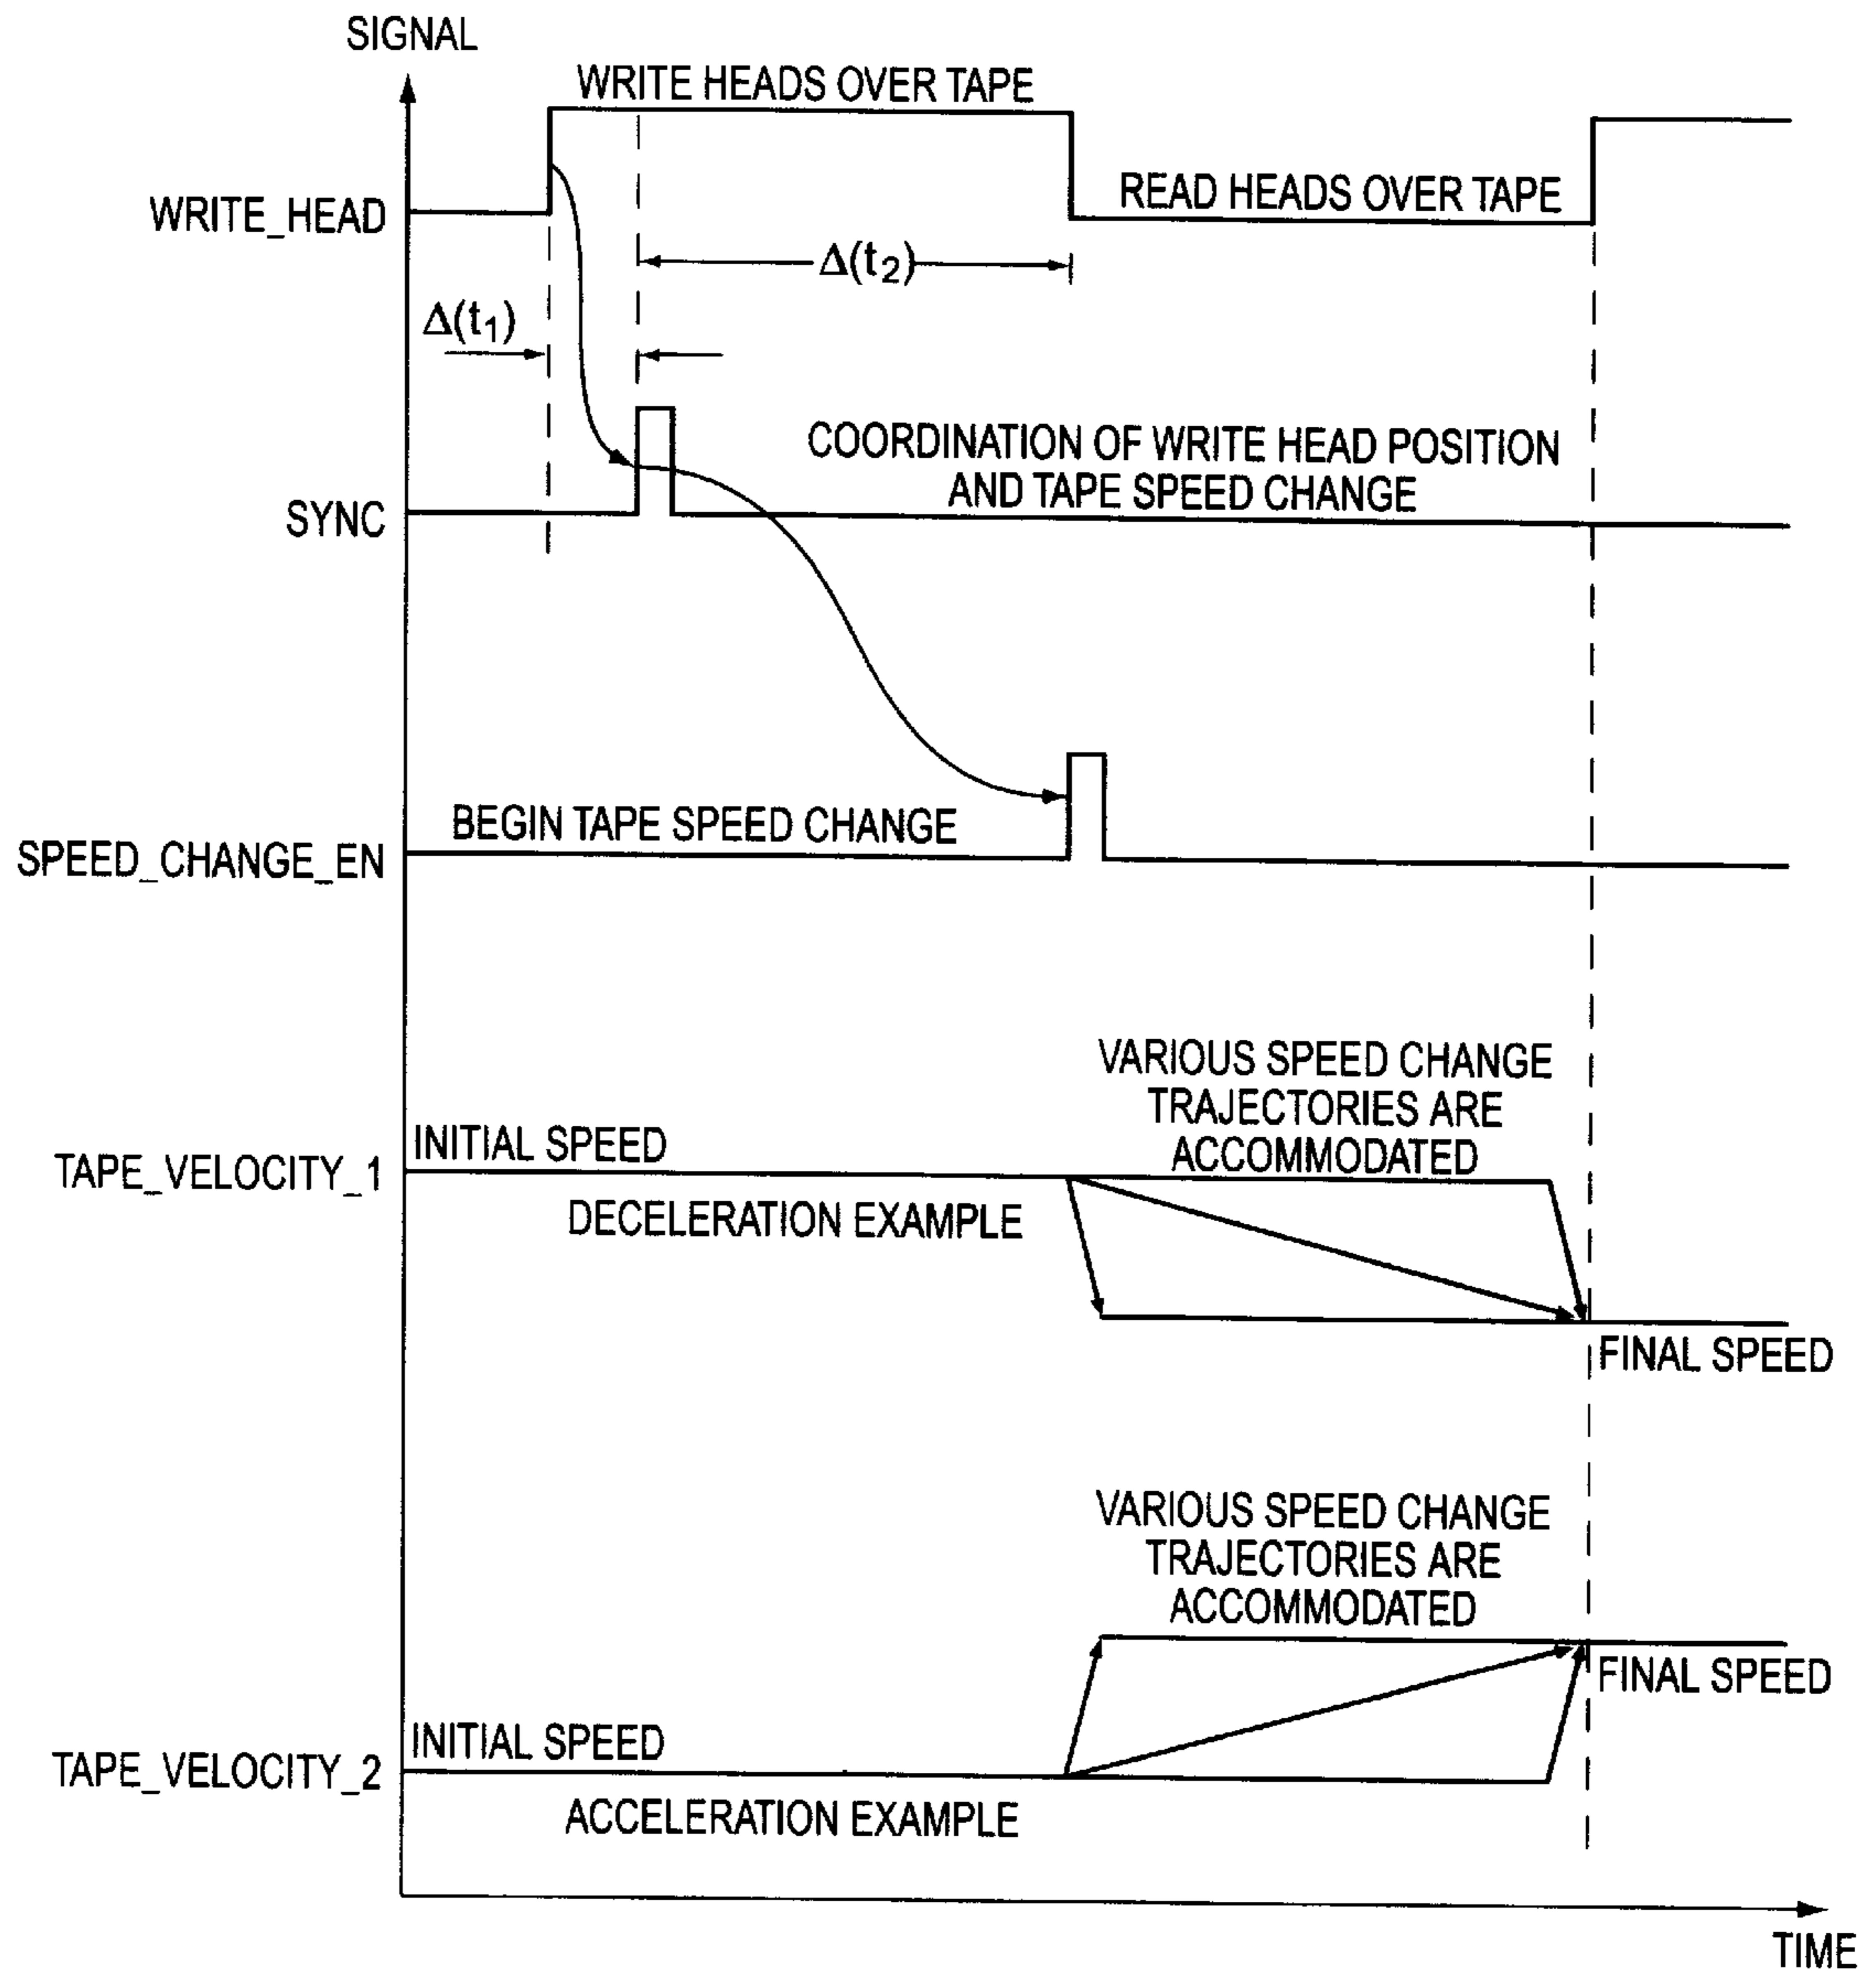 SIGNAL
WRITE HEADS OVER TAPE
WRITE_HEAD
READ HEADS OVER TAPE
Δ(t2)
Δ(t1)
COORDINATION OF WRITE HEAD POSITION
AND TAPE SPEED CHANGE
SYNC
BEGIN TAPE SPEED CHANGE
SPEED_CHANGE_EN
VARIOUS SPEED CHANGE
TRAJECTORIES ARE
ACCOMMODATED
INITIAL SPEED
TAPE_VELOCITY_1
DECELERATION EXAMPLE
FINAL SPEED
VARIOUS SPEED CHANGE
TRAJECTORIES ARE
ACCOMMODATED
FINAL SPEED
INITIAL SPEED
TAPE_VELOCITY_2
ACCELERATION EXAMPLE
TIME